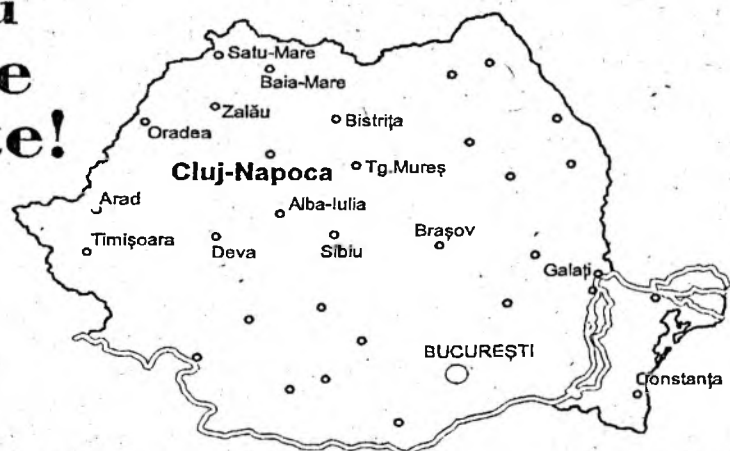 Satu-Mare
Baia-Mare
Zalău
Oradea
Bistrița
Cluj-Napoca
Tg.Mureș
Arad
Alba-Iulia
Timișoara
Deva
Sibiu
Brașov
Galați
BUCUREȘTI
Constanța